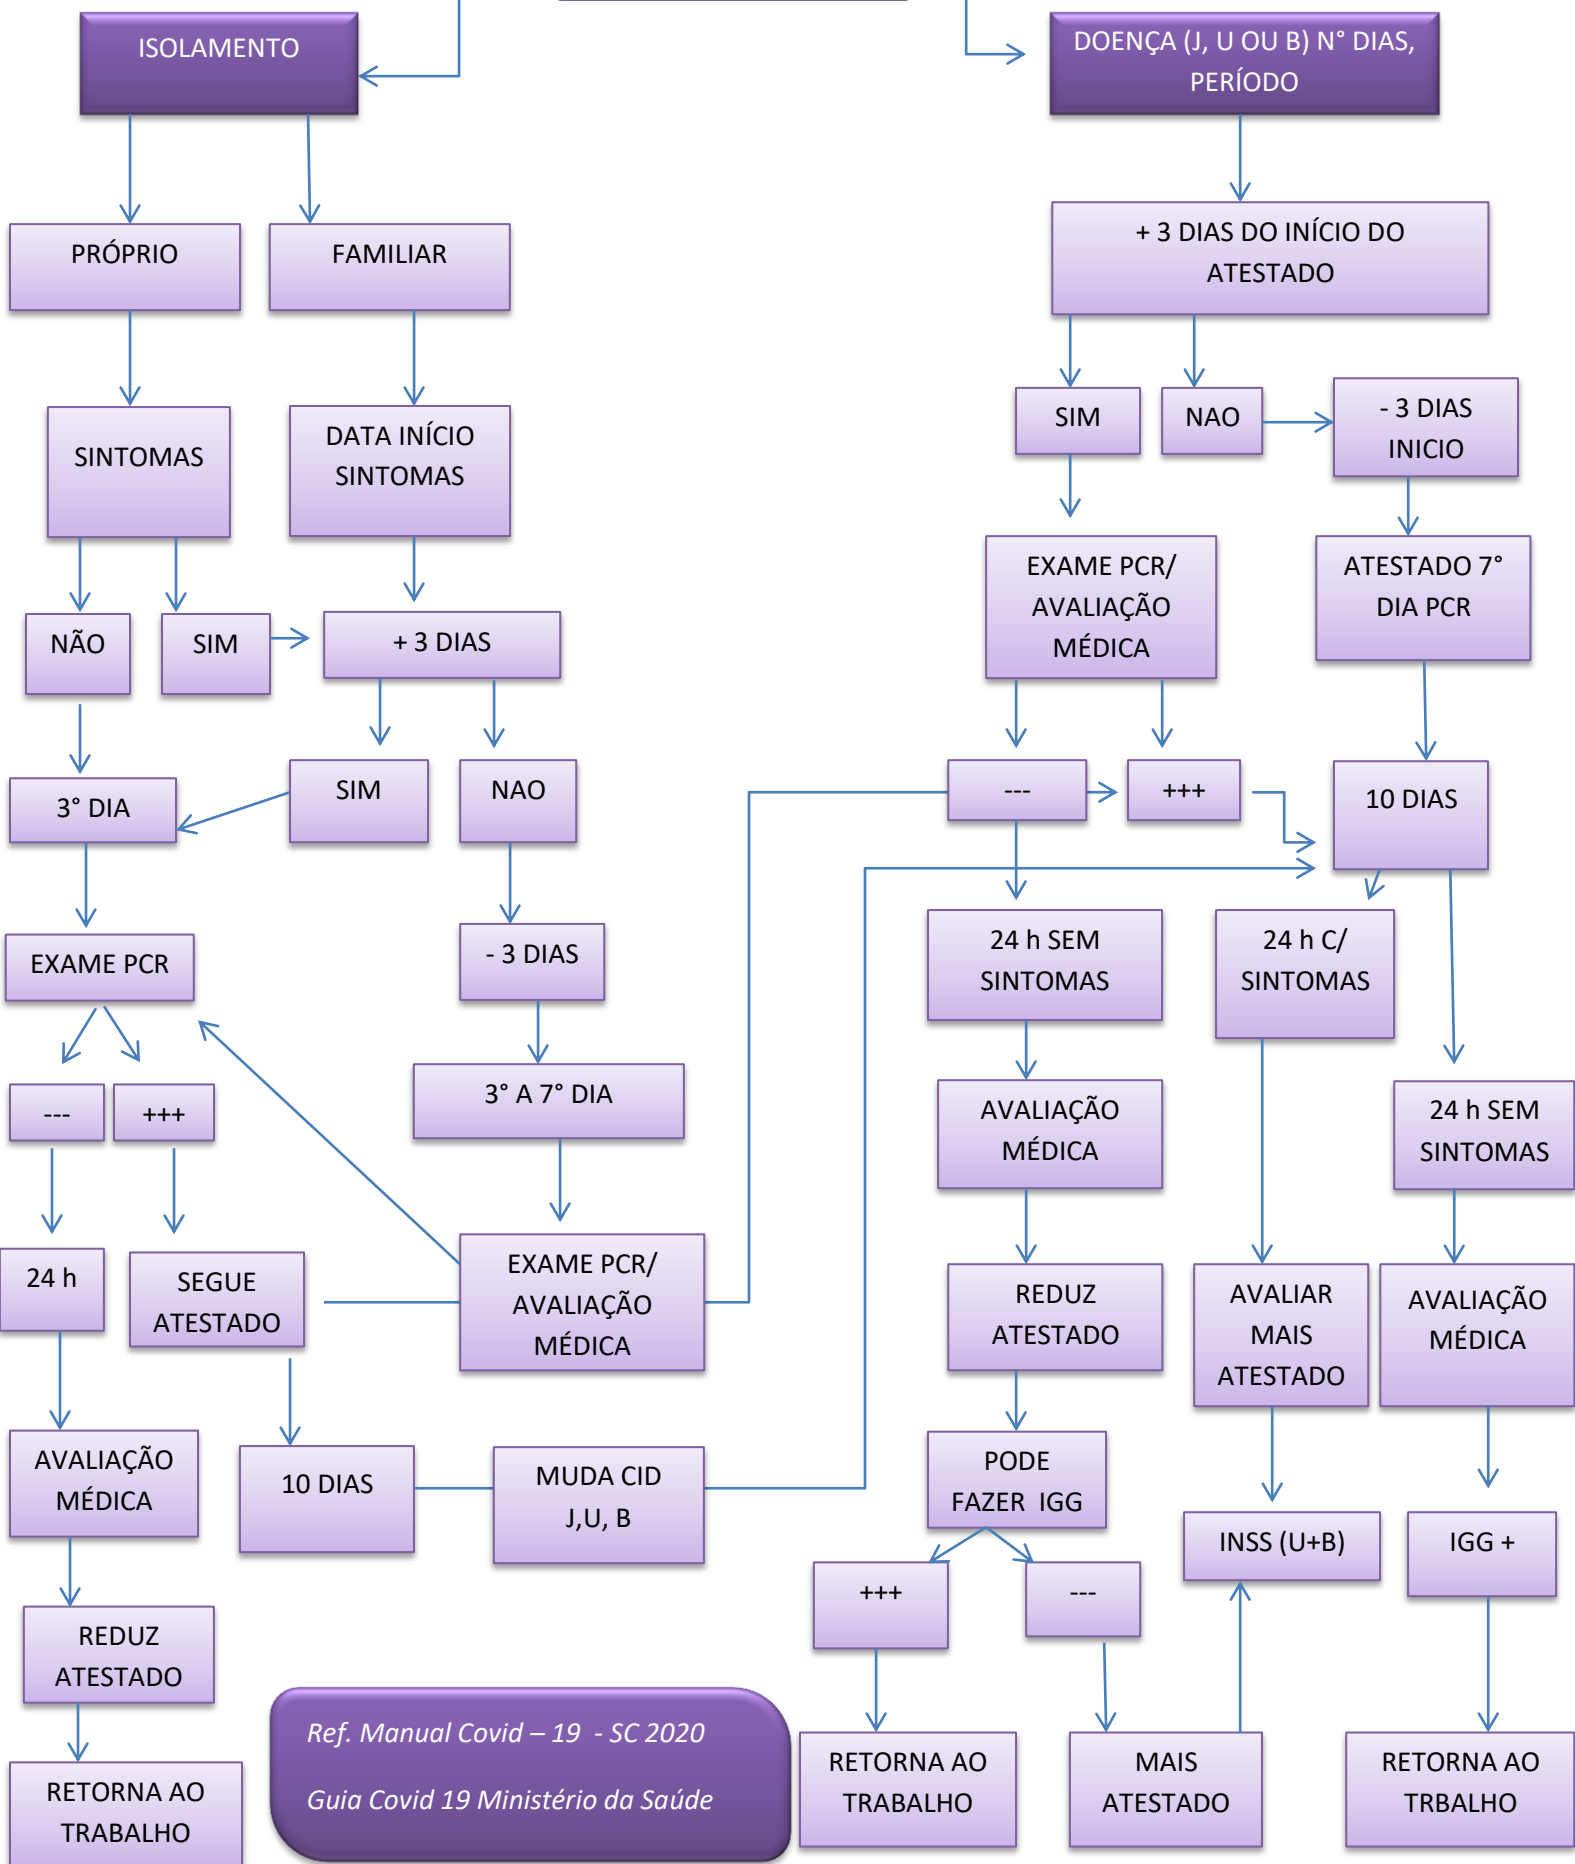 ISOLAMENTO
DOENÇA (J, U OU B) N° DIAS,
PERÍODO
PRÓPRIO
FAMILIAR
+ 3 DIAS DO INÍCIO DO
ATESTADO
SINTOMAS
DATA INÍCIO
SINTOMAS
SIM
NAO
- 3 DIAS
INICIO
NÃO
SIM
+ 3 DIAS
EXAME PCR/
AVALIAÇÃO
MÉDICA
ATESTADO 7°
DIA PCR
3° DIA
SIM
NAO
---
+++
10 DIAS
EXAME PCR
- 3 DIAS
24 h SEM
SINTOMAS
24 h C/
SINTOMAS
---
+++
3° A 7° DIA
AVALIAÇÃO
MÉDICA
24 h SEM
SINTOMAS
24 h
SEGUE
ATESTADO
EXAME PCR/
AVALIAÇÃO
MÉDICA
REDUZ
ATESTADO
AVALIAR
MAIS
ATESTADO
AVALIAÇÃO
MÉDICA
AVALIAÇÃO
MÉDICA
10 DIAS
MUDA CID
J,U, B
PODE
FAZER IGG
INSS (U+B)
IGG +
+++
---
REDUZ
ATESTADO
Ref. Manual Covid – 19 - SC 2020
Guia Covid 19 Ministério da Saúde
RETORNA AO
TRABALHO
RETORNA AO
TRABALHO
MAIS
ATESTADO
RETORNA AO
TRBALHO